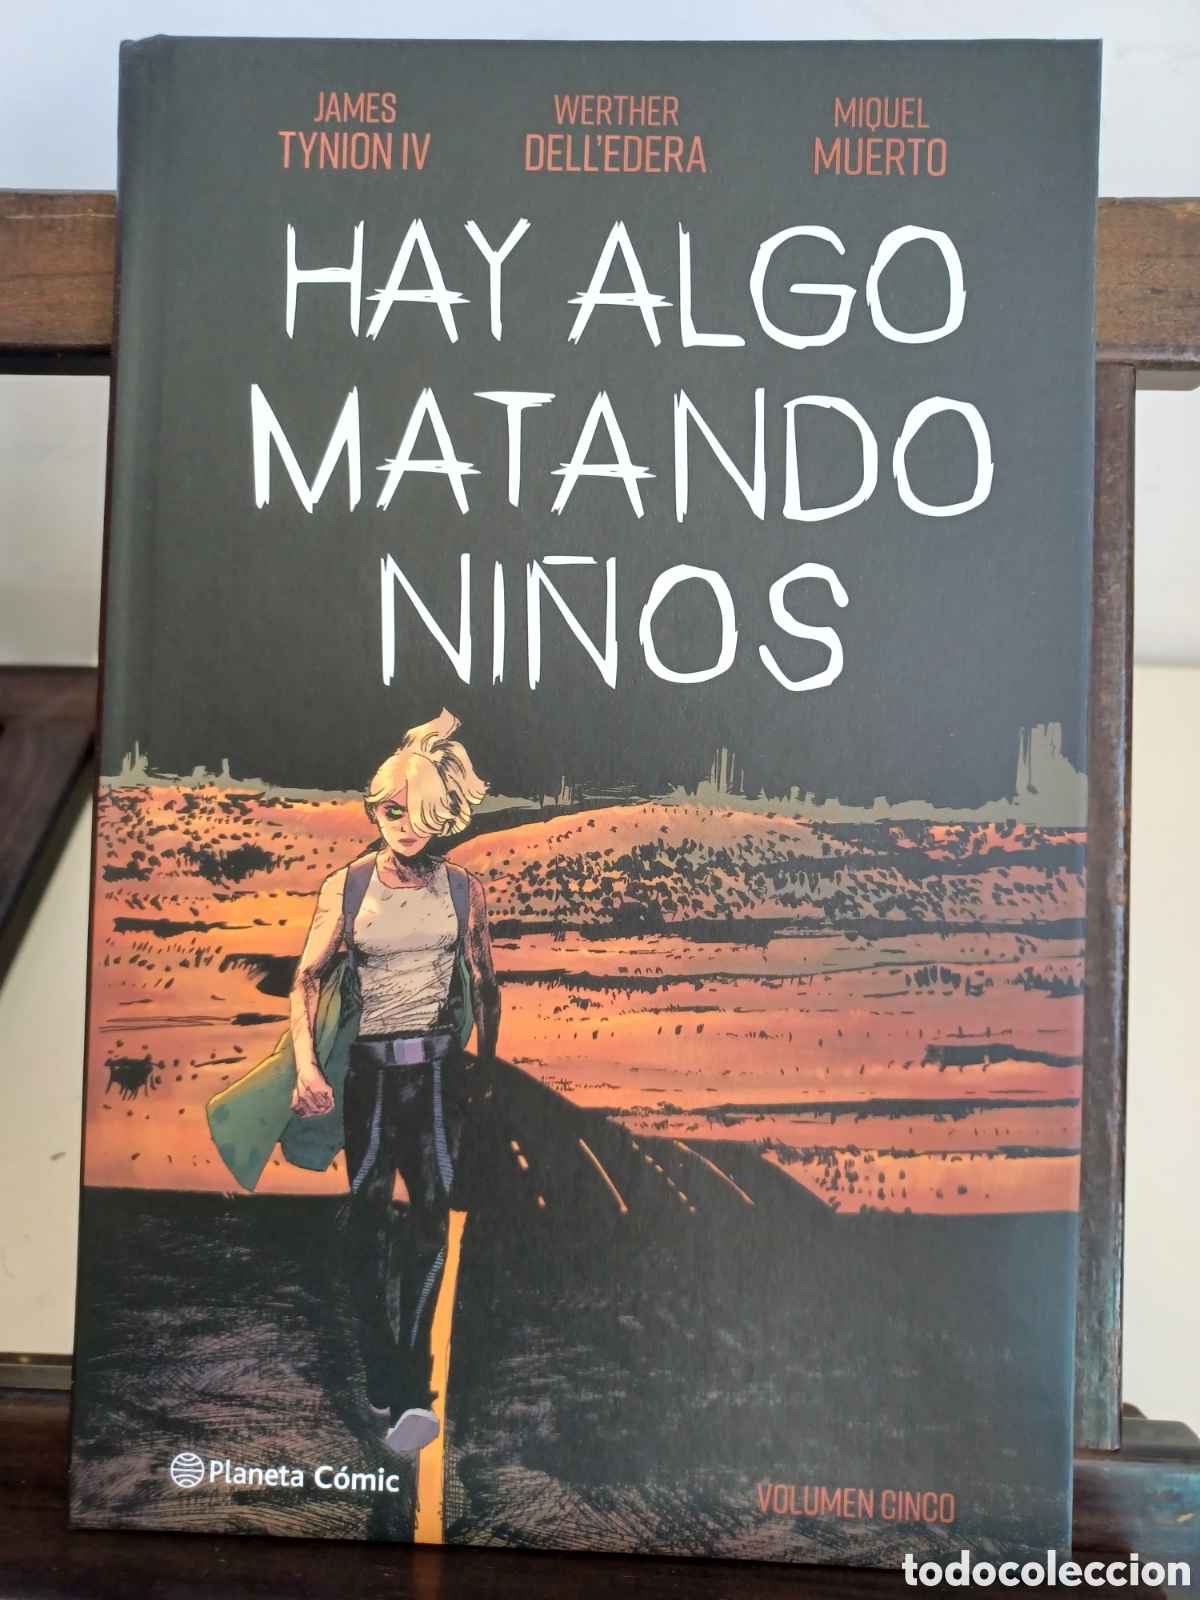 JAMES
TYNION IV
WERTHER
DELL'EDERA
MIQUEL
MUERTO
HAY ALGO
MATANDO
NIÑOS
Planeta Cómic
VOLUMEN CINCO
todocoleccion